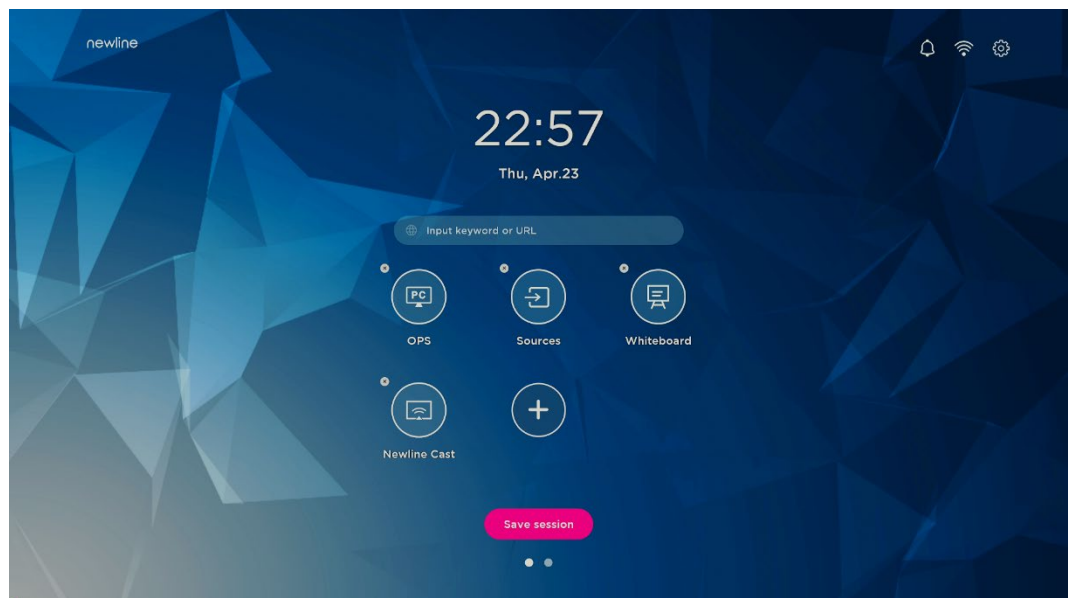 newline
22:57
Thu, Apr.23
Input keyword or URL
PC
OPS
Sources
Whiteboard
Newline Cast
Save session